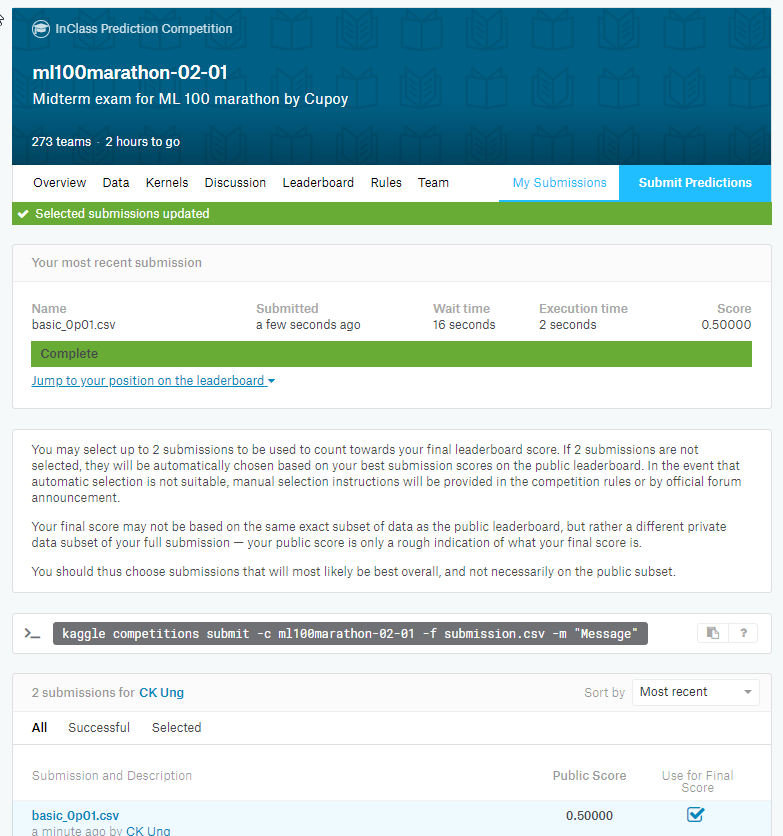 InClass Prediction Competition
ml100marathon-02-01
Midterm exam for ML 100 marathon by Cupoy
273 teams · 2 hours to go
Overview Data Kernels Discussion Leaderboard Rules Team My Submissions Submit Predictions
Selected submissions updated
Your most recent submission
Name Submitted Wait time Execution time Score
basic_0p01.csv a few seconds ago 16 seconds 2 seconds 0.50000
Complete
Jump to your position on the leaderboard
You may select up to 2 submissions to be used to count towards your final leaderboard score. If 2 submissions are not
selected, they will be automatically chosen based on your best submission scores on the public leaderboard. In the event that
automatic selection is not suitable, manual selection instructions will be provided in the competition rules or by official forum
announcement.
Your final score may not be based on the same exact subset of data as the public leaderboard, but rather a different private
data subset of your full submission — your public score is only a rough indication of what your final score is.
You should thus choose submissions that will most likely be best overall, and not necessarily on the public subset.
>_ kaggle competitions submit -c ml100marathon-02-01 -f submission.csv -m "Message" ?
2 submissions for CK Ung Sort by Most recent
All Successful Selected
Submission and Description Public Score Use for Final
Score
basic_0p01.csv 0.50000
a minute ago by CK Ung